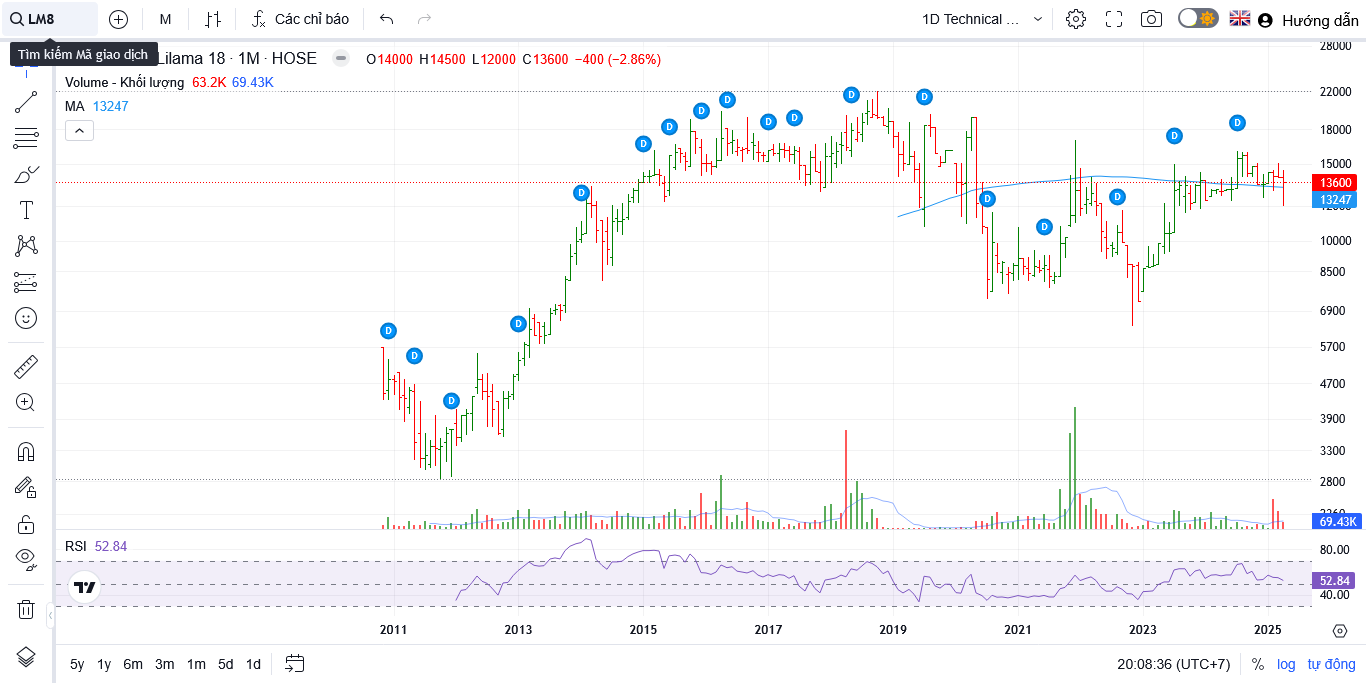 LM8 M Các chỉ báo 1D Technical ... Hướng dẫn
Tìm kiếm Mã giao dịch
Lilama 18 · 1M · HOSE O14000 H14500 L12000 C13600 −400 (−2.86%)
Volume - Khối lượng 63.2K 69.43K
MA 13247
28000
22000
18000
15000
13600
13247
12000
10000
8500
6900
5700
4700
3900
3300
2800
69.43K
D D D D D D D D D D D D D D D D D D
RSI 52.84
80.00
52.84
40.00
2011 2013 2015 2017 2019 2021 2023 2025
5y 1y 6m 3m 1m 5d 1d 20:08:36 (UTC+7) % log tự động